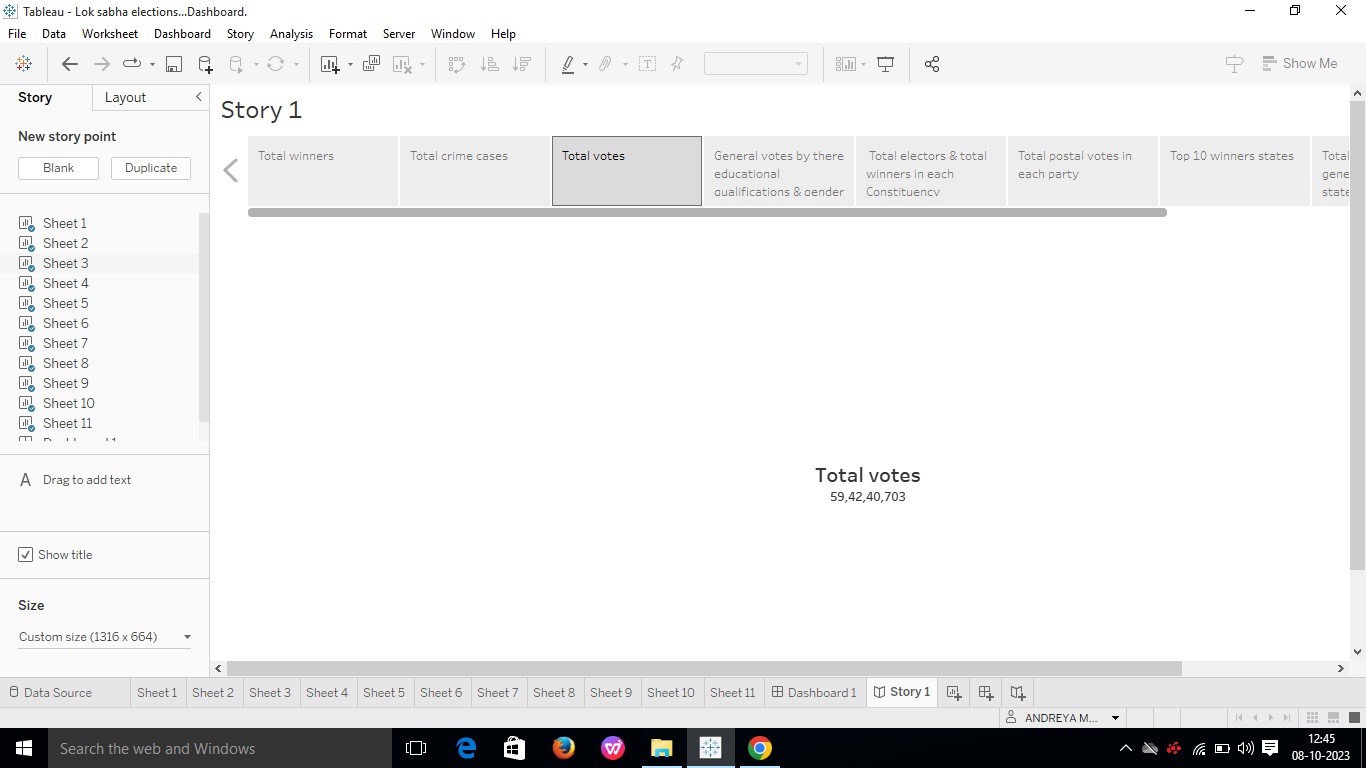 Tableau - Lok sabha elections...Dashboard.
File Data Worksheet Dashboard Story Analysis Format Server Window Help
Show Me
Story Layout
New story point
Blank Duplicate
Sheet 1
Sheet 2
Sheet 3
Sheet 4
Sheet 5
Sheet 6
Sheet 7
Sheet 8
Sheet 9
Sheet 10
Sheet 11
A Drag to add text
Show title
Size
Custom size (1316 x 664)
Story 1
Total winners
Total crime cases
Total votes
General votes by there
educational
qualifications & gender
Total electors & total
winners in each
Constituency
Total postal votes in
each party
Top 10 winners states
Total
gene
state
Total votes
59,42,40,703
Data Source Sheet 1 Sheet 2 Sheet 3 Sheet 4 Sheet 5 Sheet 6 Sheet 7 Sheet 8 Sheet 9 Sheet 10 Sheet 11 Dashboard 1 Story 1
ANDREYA M...
Search the web and Windows
12:45
08-10-2023